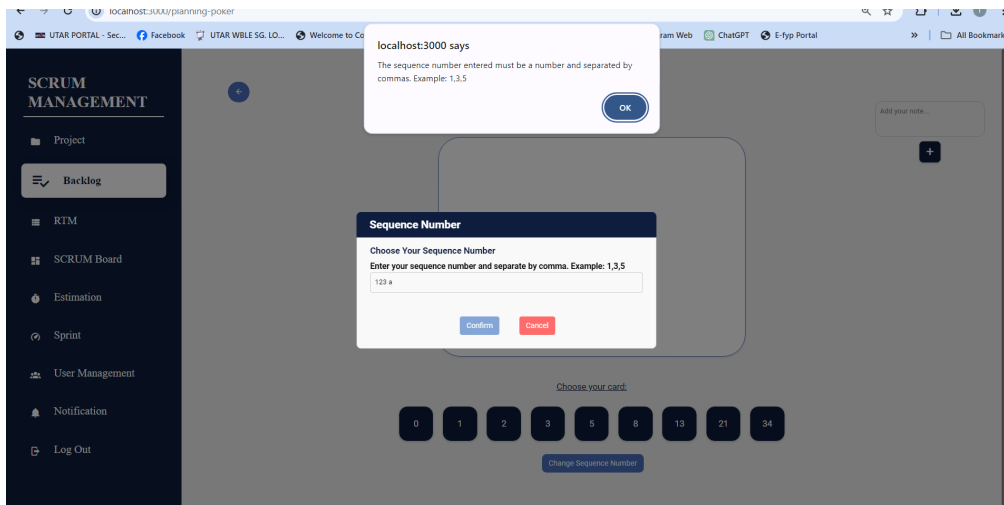 localhost:3000/planning-poker
UTAR PORTAL - Sec...
Facebook
UTAR WBLE SG. LO...
Welcome to Co
ram Web
ChatGPT
E-fyp Portal
»
All Bookmark
localhost:3000 says
The sequence number entered must be a number and separated by
commas. Example: 1,3,5
OK
SCRUM
MANAGEMENT
Project
Backlog
RTM
SCRUM Board
Estimation
Sprint
User Management
Notification
Log Out
Add your note...
+
Sequence Number
Choose Your Sequence Number
Enter your sequence number and separate by comma. Example: 1,3,5
123 a
Confirm
Cancel
Choose your card:
0 1 2 3 5 8 13 21 34
Change Sequence Number